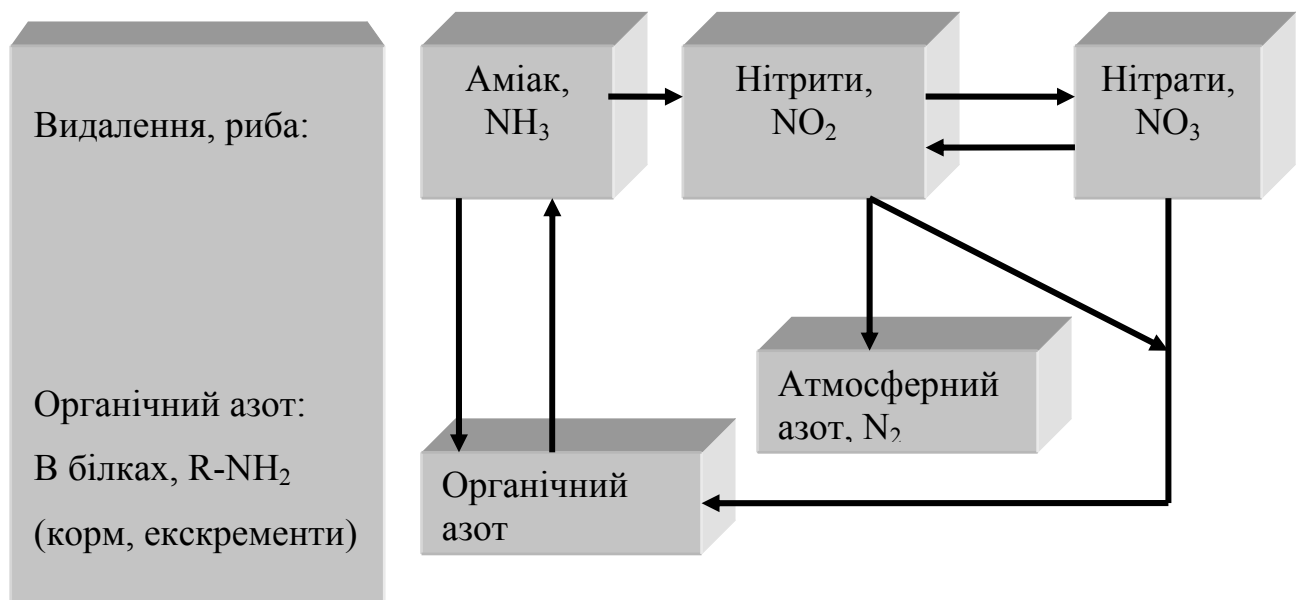 Видалення, риба:
Органічний азот:
В білках, R-NH₂
(корм, екскременти)
Аміак,
NH₃
Нітрити,
NO₂
Нітрати,
NO₃
Атмосферний
азот, N₂
Органічний
азот